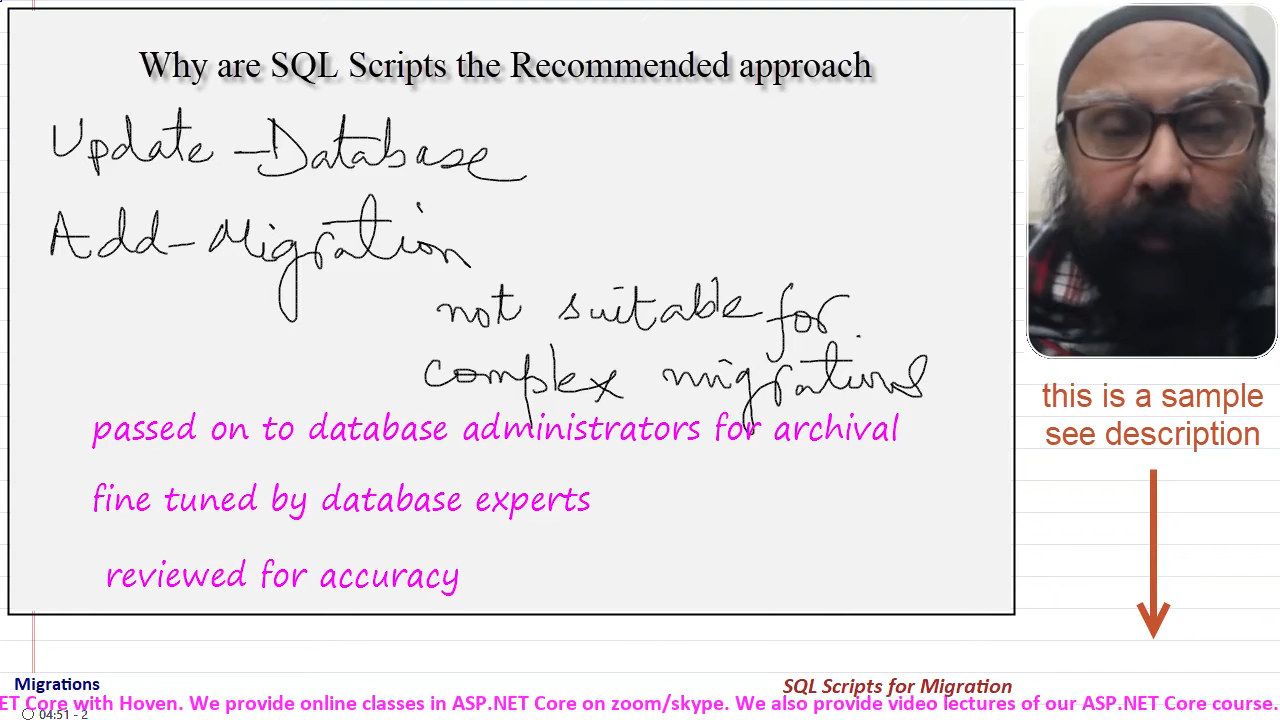 Why are SQL Scripts the Recommended approach
Update-Database
Add-Migration
not suitable for
complex migrations
passed on to database administrators for archival
fine tuned by database experts
reviewed for accuracy
this is a sample
see description
Migrations
SQL Scripts for Migration
ET Core with Hoven. We provide online classes in ASP.NET Core on zoom/skype. We also provide video lectures of our ASP.NET Core course.
04:51 - 2